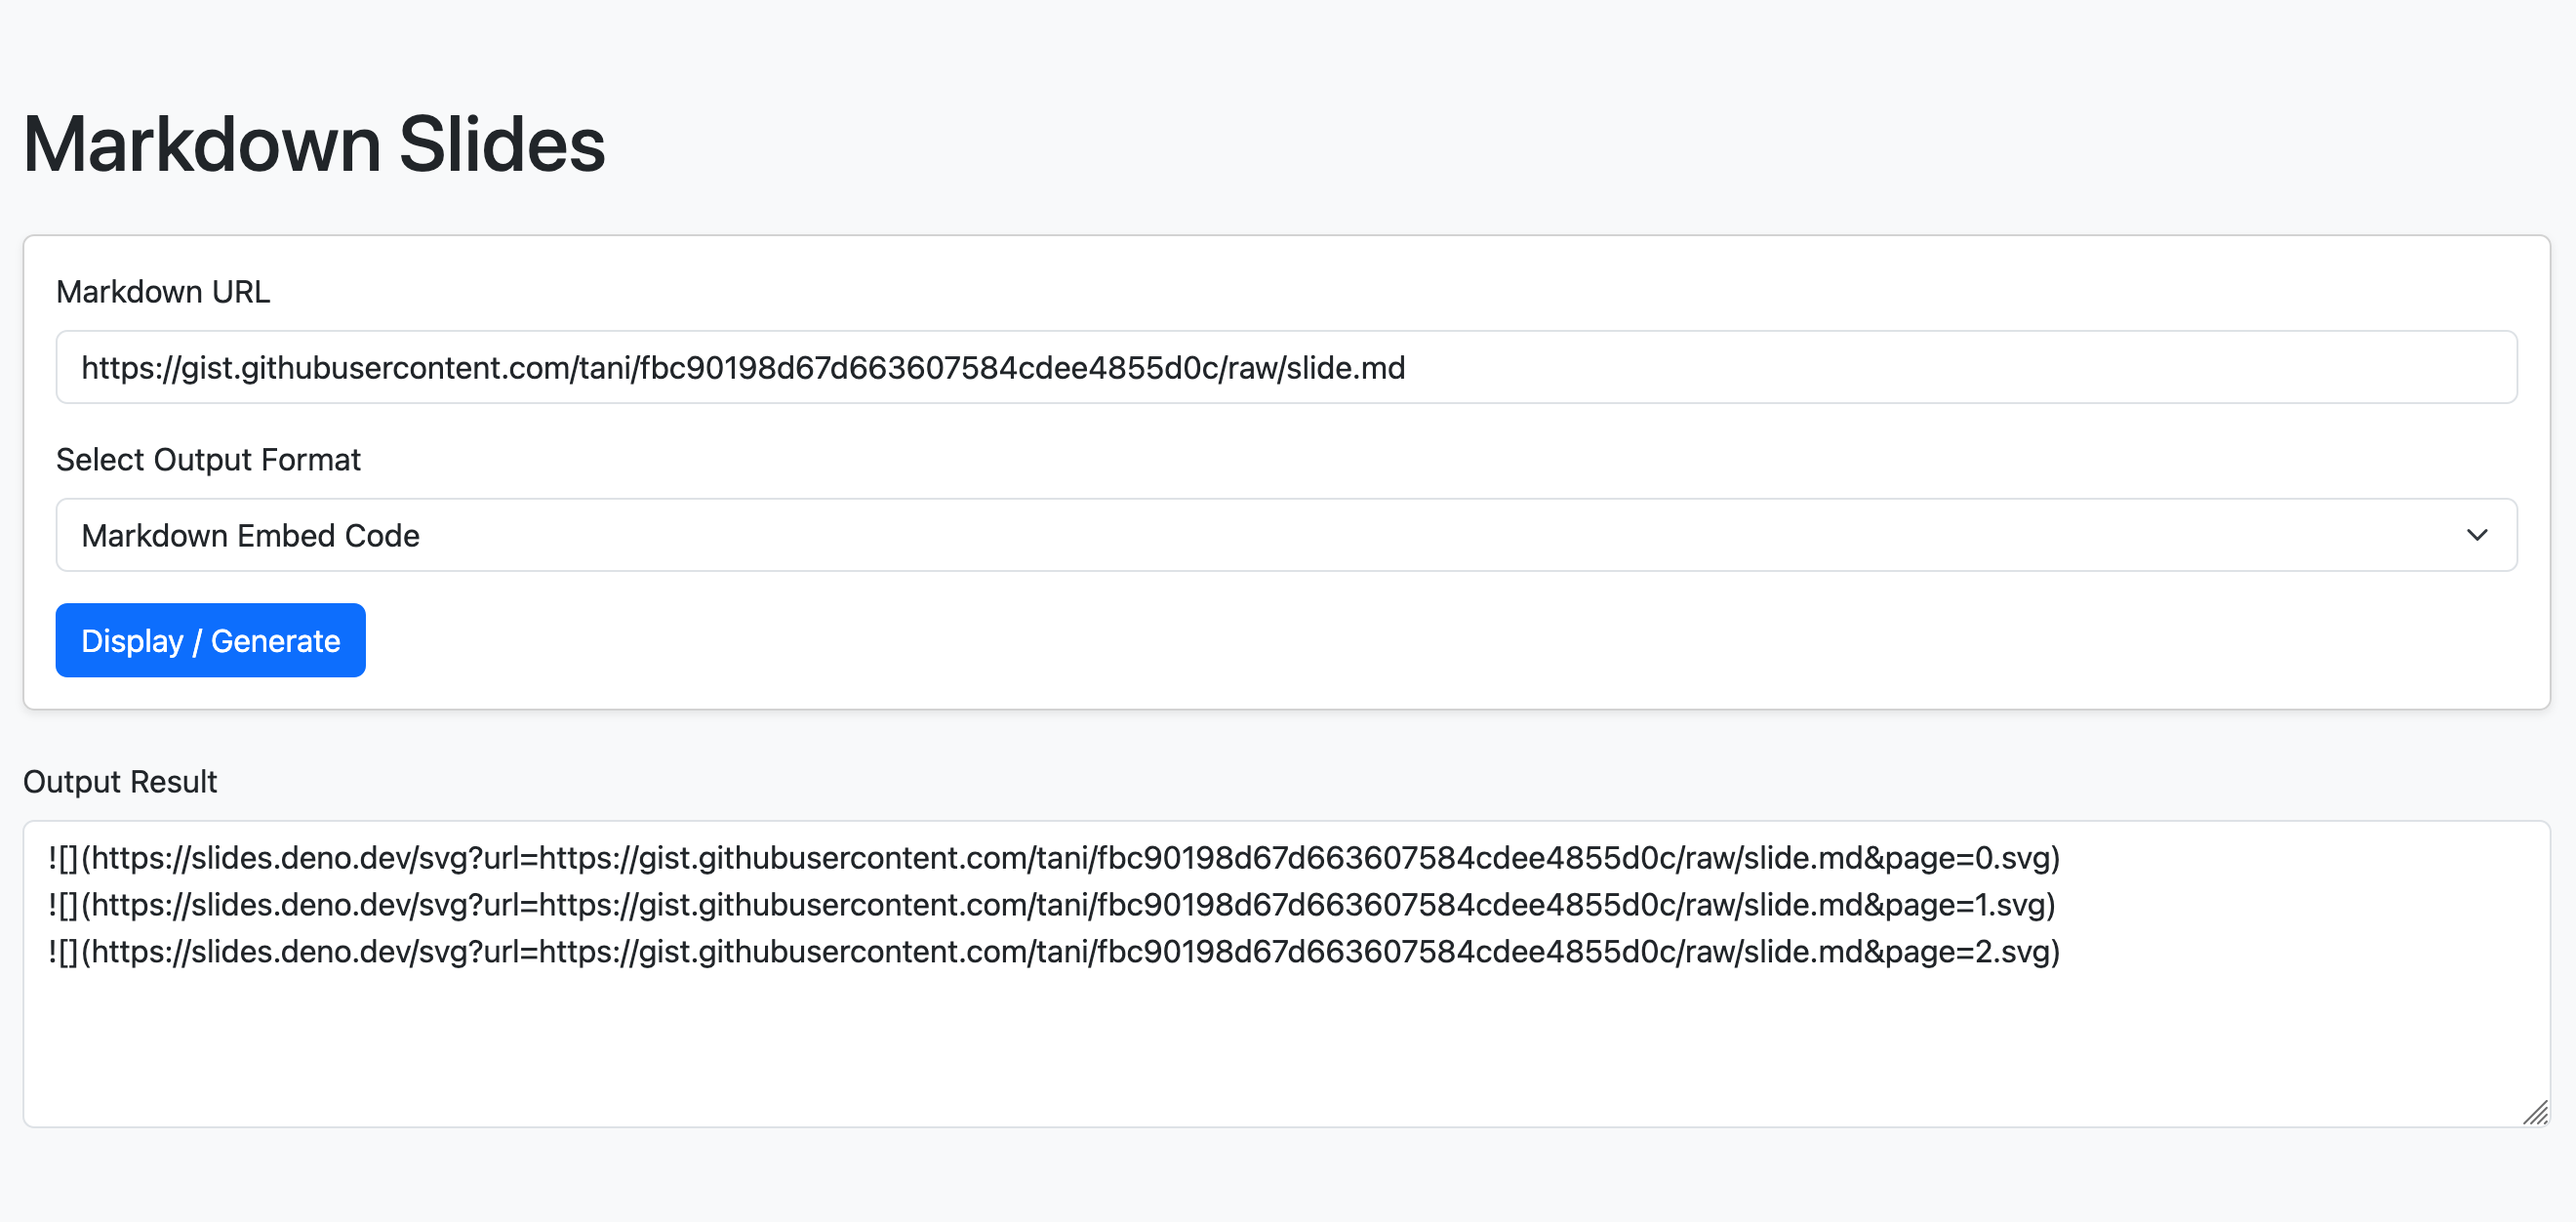 Markdown Slides
Markdown URL
https://gist.githubusercontent.com/tani/fbc90198d67d663607584cdee4855d0c/raw/slide.md
Select Output Format
Markdown Embed Code
Display / Generate
Output Result
![](https://slides.deno.dev/svg?url=https://gist.githubusercontent.com/tani/fbc90198d67d663607584cdee4855d0c/raw/slide.md&page=0.svg)
![](https://slides.deno.dev/svg?url=https://gist.githubusercontent.com/tani/fbc90198d67d663607584cdee4855d0c/raw/slide.md&page=1.svg)
![](https://slides.deno.dev/svg?url=https://gist.githubusercontent.com/tani/fbc90198d67d663607584cdee4855d0c/raw/slide.md&page=2.svg)